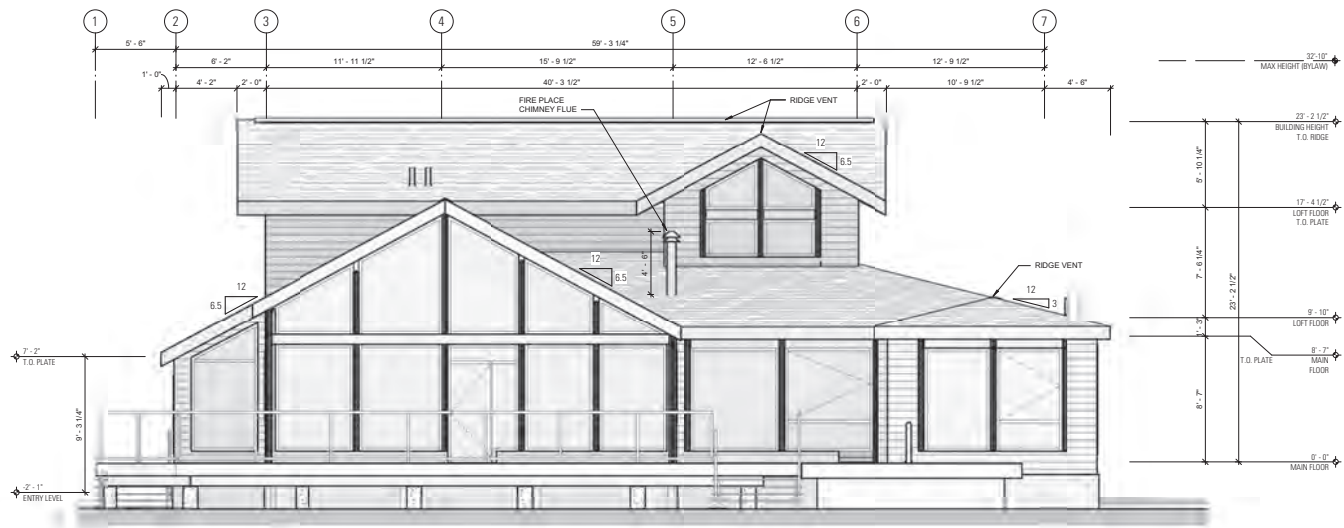 1 2 3 4 5 6 7
5' - 6" 59' - 3 1/4"
6' - 2" 11' - 11 1/2" 15' - 9 1/2" 12' - 6 1/2" 12' - 9 1/2"
1' - 0" 4' - 2" 2' - 0" 40' - 3 1/2" 2' - 0" 10' - 9 1/2" 4' - 6"
32'-10"
MAX HEIGHT (BYLAW)
FIRE PLACE
CHIMNEY FLUE
RIDGE VENT
23' - 2 1/2"
BUILDING HEIGHT
T.O. RIDGE
12
6.5
5' - 10 1/4"
17' - 4 1/2"
LOFT FLOOR
T.O. PLATE
4' - 6"
12
6.5
7' - 6 1/4"
23' - 2 1/2"
RIDGE VENT
12
6.5
12
3
9' - 10"
LOFT FLOOR
1' - 3"
7' - 2"
T.O. PLATE
T.O. PLATE
8' - 7"
MAIN
FLOOR
9' - 3 1/4"
8' - 7"
0' - 0"
MAIN FLOOR
-2' - 1"
ENTRY LEVEL